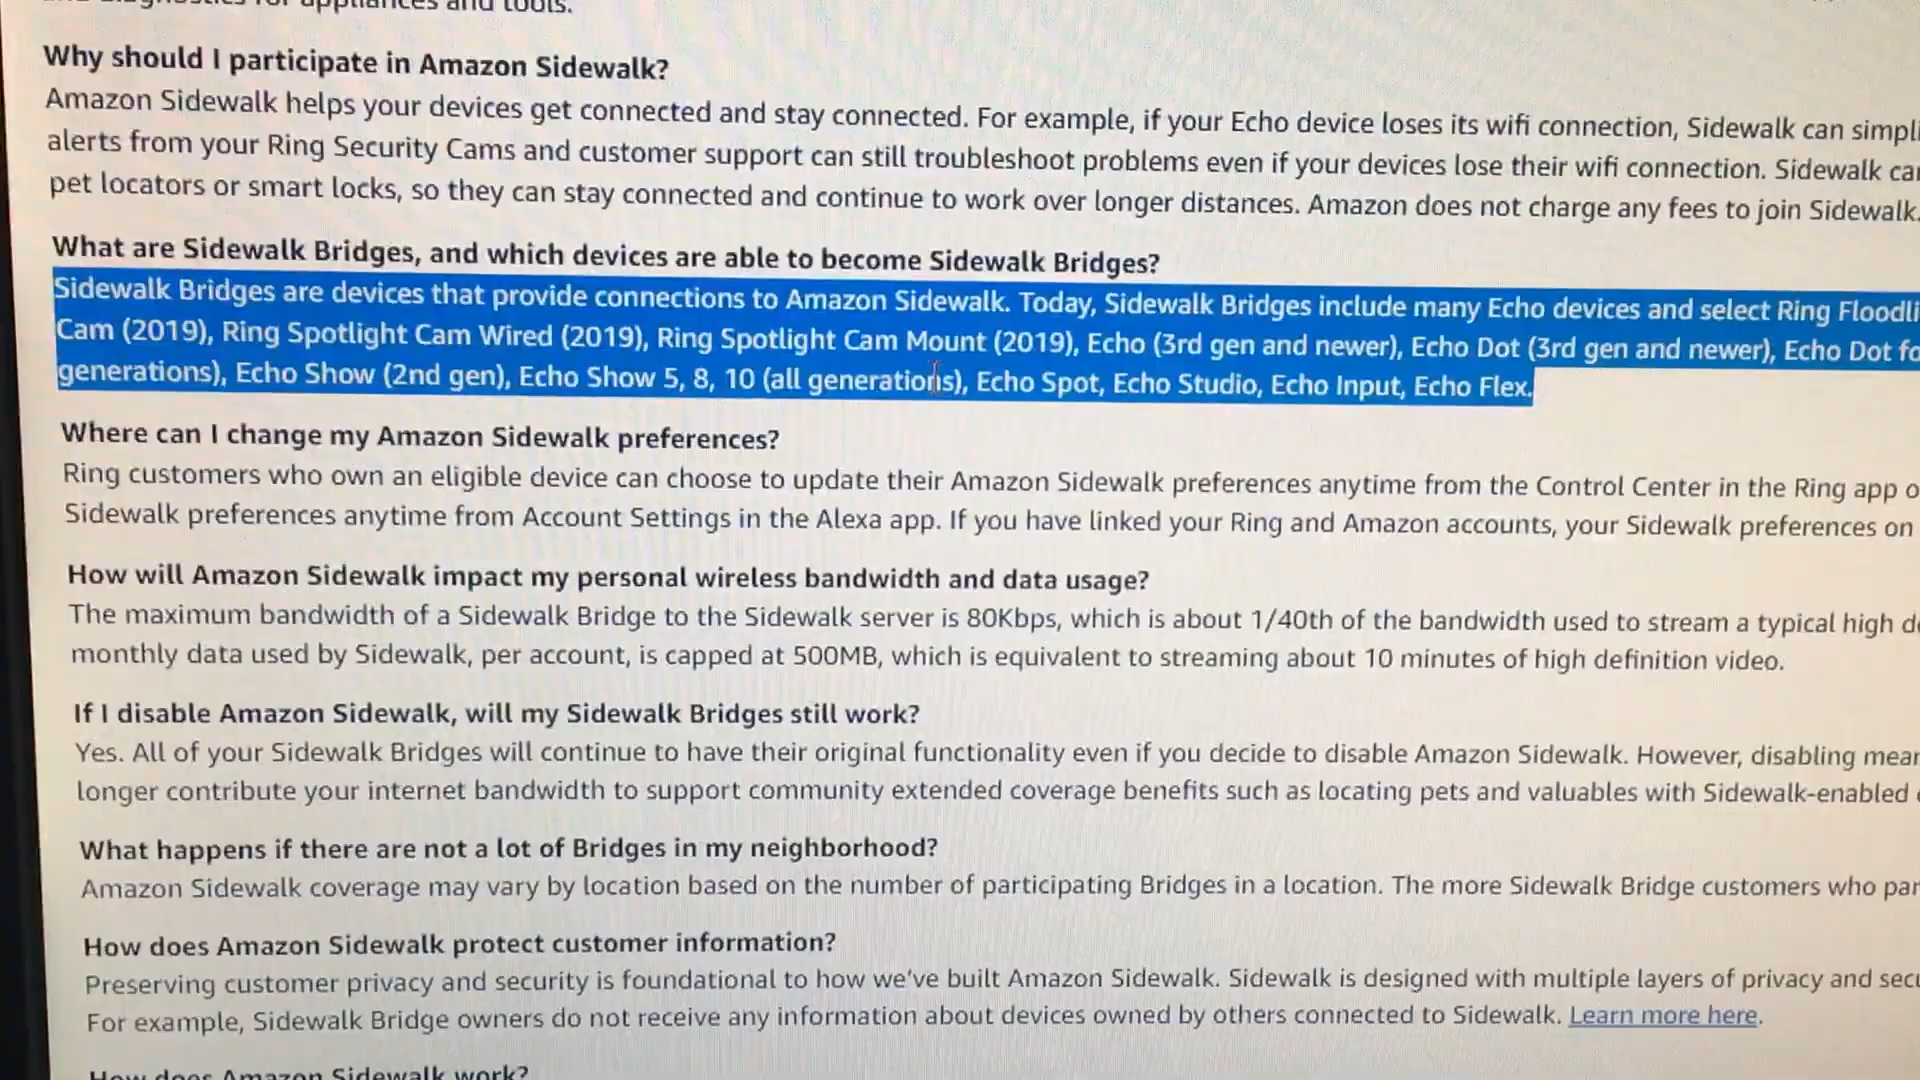 and diagnostics for appliances and tools.
Why should I participate in Amazon Sidewalk?
Amazon Sidewalk helps your devices get connected and stay connected. For example, if your Echo device loses its wifi connection, Sidewalk can simpli
alerts from your Ring Security Cams and customer support can still troubleshoot problems even if your devices lose their wifi connection. Sidewalk ca
pet locators or smart locks, so they can stay connected and continue to work over longer distances. Amazon does not charge any fees to join Sidewalk.
What are Sidewalk Bridges, and which devices are able to become Sidewalk Bridges?
Sidewalk Bridges are devices that provide connections to Amazon Sidewalk. Today, Sidewalk Bridges include many Echo devices and select Ring Floodli
Cam (2019), Ring Spotlight Cam Wired (2019), Ring Spotlight Cam Mount (2019), Echo (3rd gen and newer), Echo Dot (3rd gen and newer), Echo Dot fo
generations), Echo Show (2nd gen), Echo Show 5, 8, 10 (all generations), Echo Spot, Echo Studio, Echo Input, Echo Flex.
Where can I change my Amazon Sidewalk preferences?
Ring customers who own an eligible device can choose to update their Amazon Sidewalk preferences anytime from the Control Center in the Ring app o
Sidewalk preferences anytime from Account Settings in the Alexa app. If you have linked your Ring and Amazon accounts, your Sidewalk preferences on
How will Amazon Sidewalk impact my personal wireless bandwidth and data usage?
The maximum bandwidth of a Sidewalk Bridge to the Sidewalk server is 80Kbps, which is about 1/40th of the bandwidth used to stream a typical high d
monthly data used by Sidewalk, per account, is capped at 500MB, which is equivalent to streaming about 10 minutes of high definition video.
If I disable Amazon Sidewalk, will my Sidewalk Bridges still work?
Yes. All of your Sidewalk Bridges will continue to have their original functionality even if you decide to disable Amazon Sidewalk. However, disabling mean
longer contribute your internet bandwidth to support community extended coverage benefits such as locating pets and valuables with Sidewalk-enabled
What happens if there are not a lot of Bridges in my neighborhood?
Amazon Sidewalk coverage may vary by location based on the number of participating Bridges in a location. The more Sidewalk Bridge customers who par
How does Amazon Sidewalk protect customer information?
Preserving customer privacy and security is foundational to how we've built Amazon Sidewalk. Sidewalk is designed with multiple layers of privacy and secu
For example, Sidewalk Bridge owners do not receive any information about devices owned by others connected to Sidewalk. Learn more here.
How does Amazon Sidewalk work?